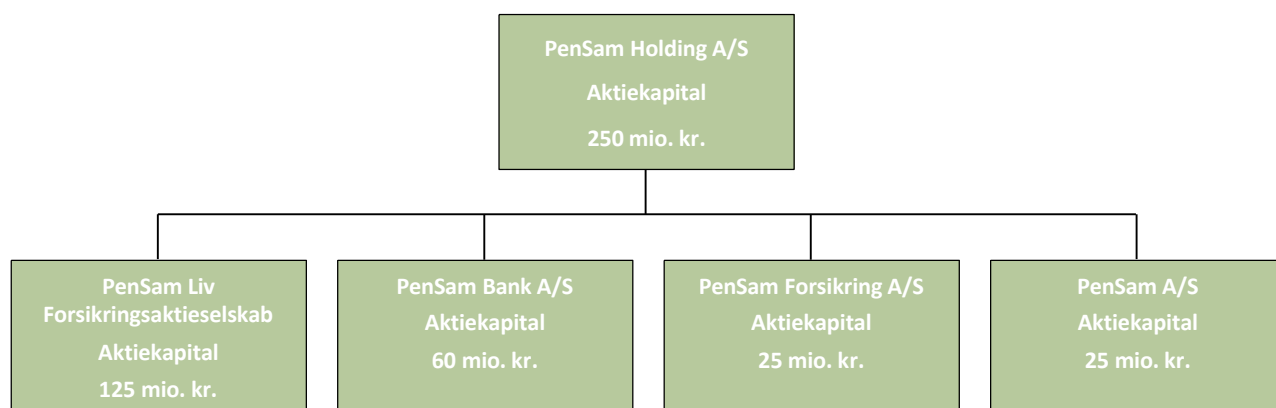 PenSam Holding A/S
Aktiekapital
250 mio. kr.
PenSam Liv
Forsikringsaktieselskab
Aktiekapital
125 mio. kr.
PenSam Bank A/S
Aktiekapital
60 mio. kr.
PenSam Forsikring A/S
Aktiekapital
25 mio. kr.
PenSam A/S
Aktiekapital
25 mio. kr.